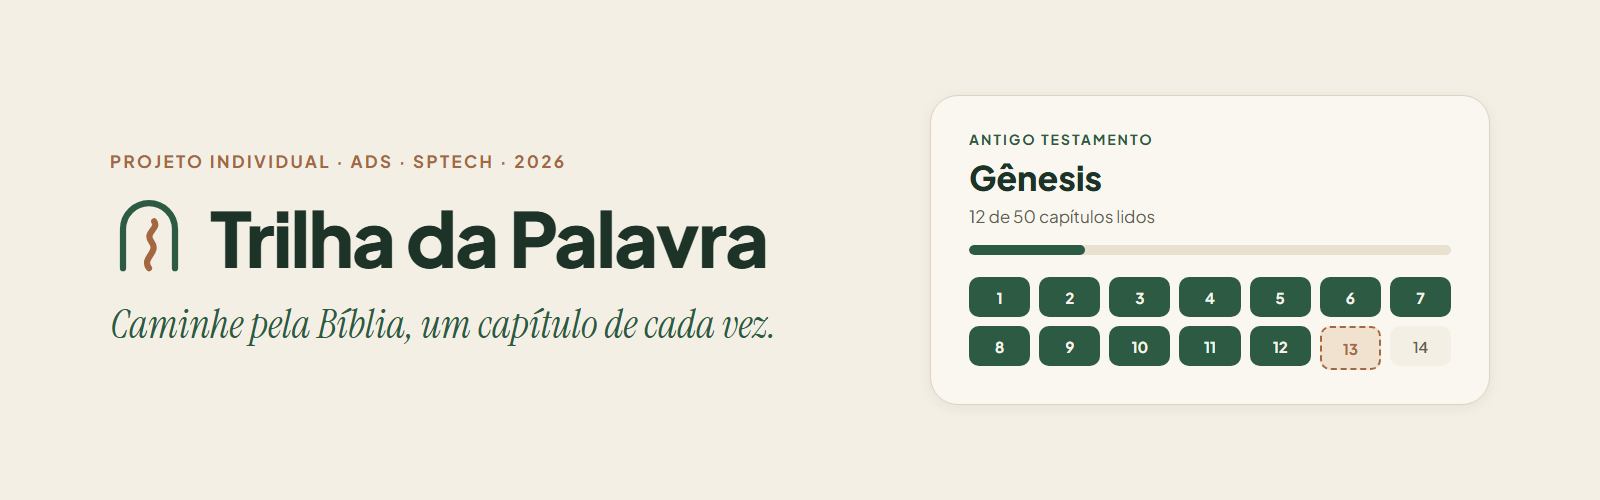 PROJETO INDIVIDUAL · ADS · SPTECH · 2026
Trilha da Palavra
Caminhe pela Bíblia, um capítulo de cada vez.
ANTIGO TESTAMENTO
Gênesis
12 de 50 capítulos lidos
1 2 3 4 5 6 7
8 9 10 11 12 13 14